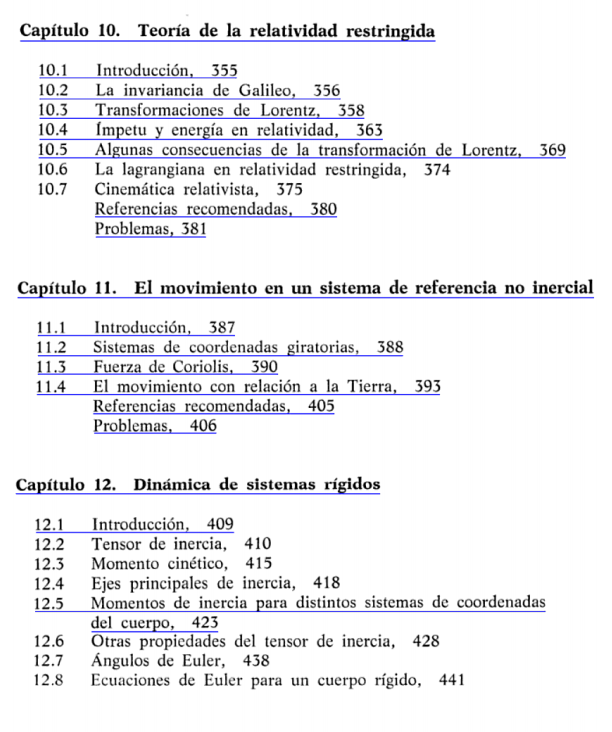 Capítulo 10. Teoría de la relatividad restringida
10.1 Introducción, 355
10.2 La invariancia de Galileo, 356
10.3 Transformaciones de Lorentz, 358
10.4 Ímpetu y energía en relatividad, 363
10.5 Algunas consecuencias de la transformación de Lorentz, 369
10.6 La lagrangiana en relatividad restringida, 374
10.7 Cinemática relativista, 375
Referencias recomendadas, 380
Problemas, 381
Capítulo 11. El movimiento en un sistema de referencia no inercial
11.1 Introducción, 387
11.2 Sistemas de coordenadas giratorias, 388
11.3 Fuerza de Coriolis, 390
11.4 El movimiento con relación a la Tierra, 393
Referencias recomendadas, 405
Problemas, 406
Capítulo 12. Dinámica de sistemas rígidos
12.1 Introducción, 409
12.2 Tensor de inercia, 410
12.3 Momento cinético, 415
12.4 Ejes principales de inercia, 418
12.5 Momentos de inercia para distintos sistemas de coordenadas
del cuerpo, 423
12.6 Otras propiedades del tensor de inercia, 428
12.7 Ángulos de Euler, 438
12.8 Ecuaciones de Euler para un cuerpo rígido, 441